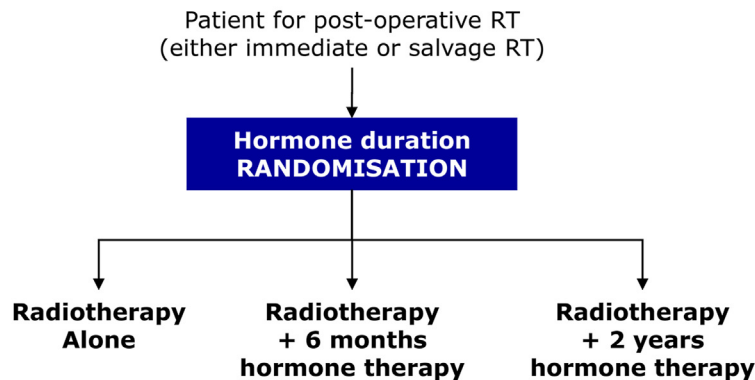 Patient for post-operative RT
(either immediate or salvage RT)
Hormone duration
RANDOMISATION
Radiotherapy
Alone
Radiotherapy
+ 6 months
hormone therapy
Radiotherapy
+ 2 years
hormone therapy